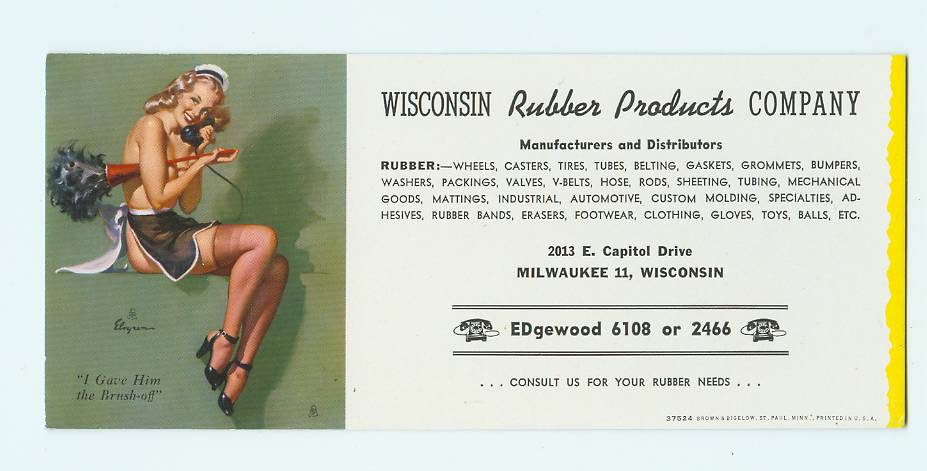 WISCONSIN Rubber Products COMPANY
Manufacturers and Distributors
RUBBER:—WHEELS, CASTERS, TIRES, TUBES, BELTING, GASKETS, GROMMETS, BUMPERS,
WASHERS, PACKINGS, VALVES, V-BELTS, HOSE, RODS, SHEETING, TUBING, MECHANICAL
GOODS, MATTINGS, INDUSTRIAL, AUTOMOTIVE, CUSTOM MOLDING, SPECIALTIES, AD-
HESIVES, RUBBER BANDS, ERASERS, FOOTWEAR, CLOTHING, GLOVES, TOYS, BALLS, ETC.
2013 E. Capitol Drive
MILWAUKEE 11, WISCONSIN
EDgewood 6108 or 2466
. . . CONSULT US FOR YOUR RUBBER NEEDS . . .
37524 BROWN & BIGELOW, ST. PAUL, MINN., PRINTED IN U. S. A.
Elvgren
"I Gave Him
the Brush-off"